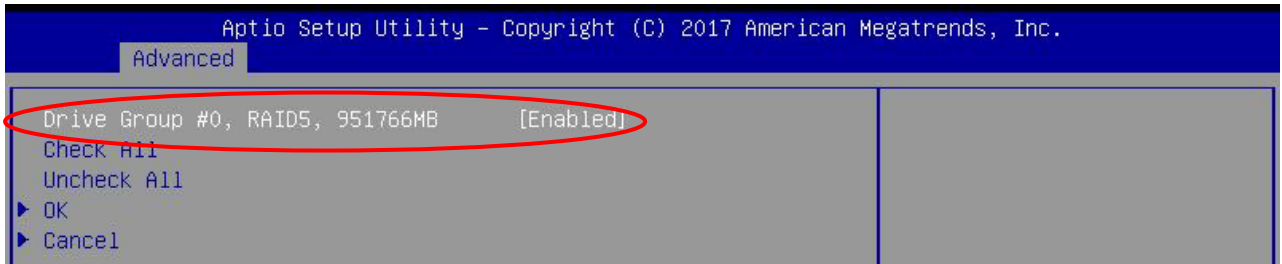 Aptio Setup Utility – Copyright (C) 2017 American Megatrends, Inc.
Advanced
Drive Group #0, RAID5, 951766MB [Enabled]
Check All
Uncheck All
OK
Cancel